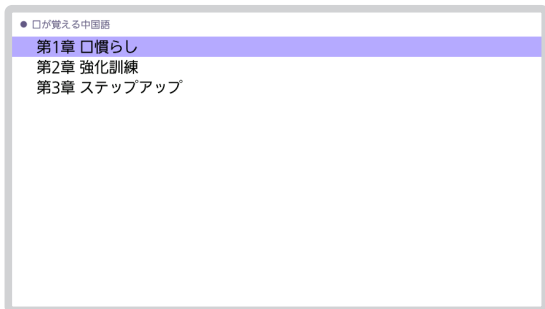 ● 口が覚える中国語
第1章 口慣らし
第2章 強化訓練
第3章 ステップアップ